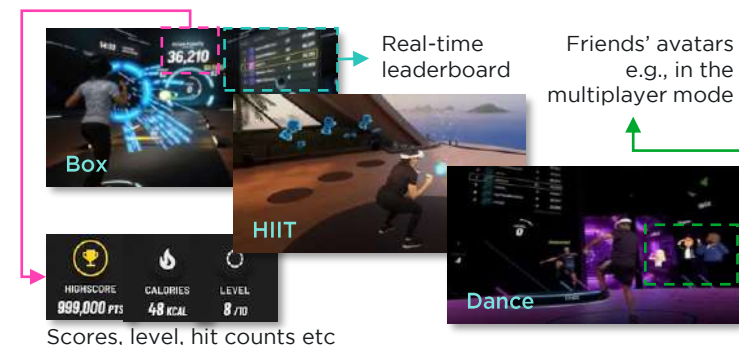 Real-time
leaderboard
Friends’ avatars
e.g., in the
multiplayer mode
36,210
Box
HIIT
Dance
HIGHSCORE
999,000 PTS
CALORIES
48 KCAL
LEVEL
8 /10
Scores, level, hit counts etc